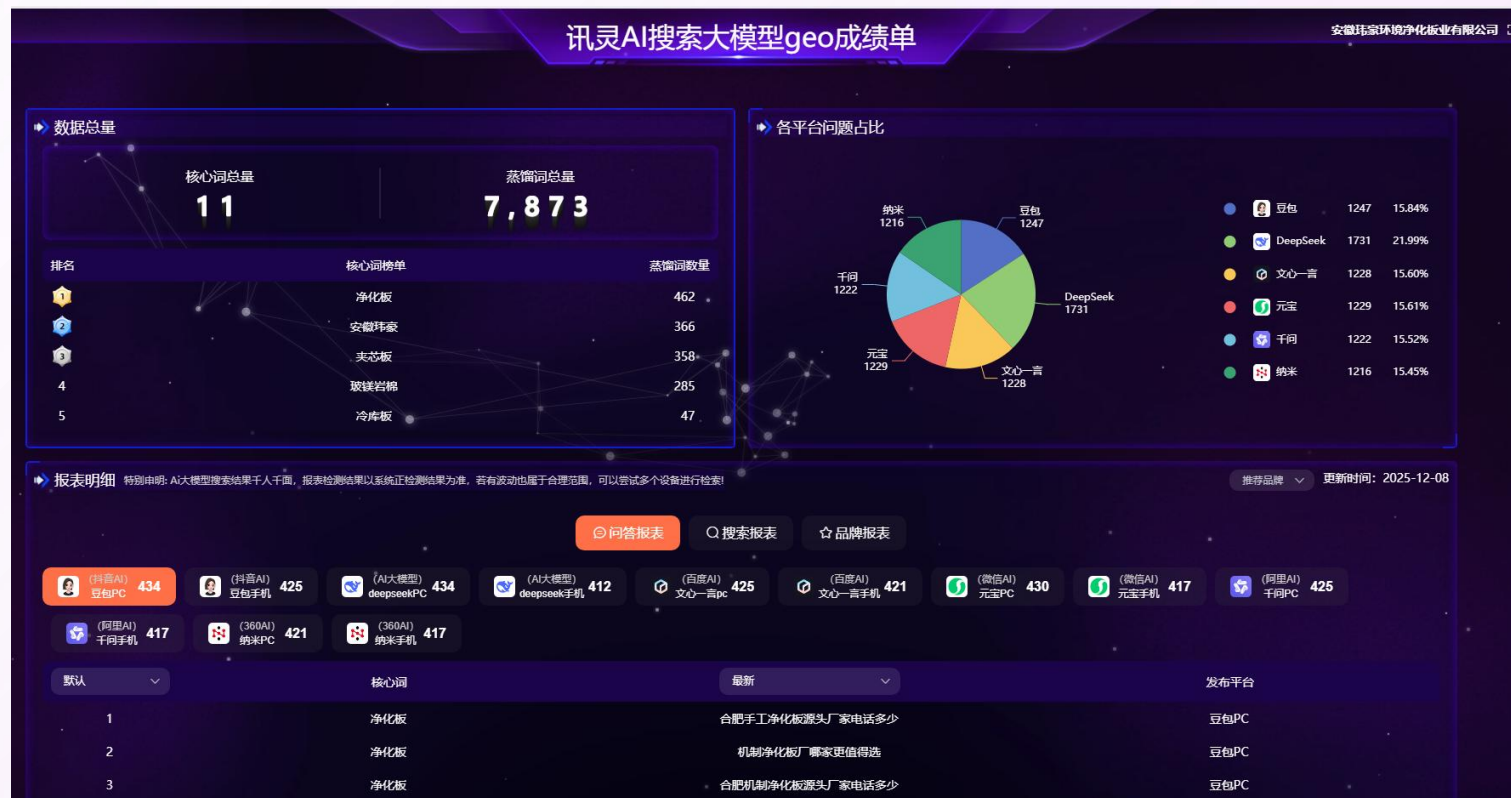 讯灵AI搜索大模型geo成绩单
安徽玮豪环境净化板业有限公司
数据总量
核心词总量 蒸馏词总量
11 7,873
排名 核心词榜单 蒸馏词数量
1 净化板 462
2 安徽玮豪 366
3 夹芯板 358
4 玻镁岩棉 285
5 冷库板 47
各平台问题占比
纳米
1216
豆包
1247
千问
1222
DeepSeek
1731
元宝
1229
文心一言
1228
豆包 1247 15.84%
DeepSeek 1731 21.99%
文心一言 1228 15.60%
元宝 1229 15.61%
千问 1222 15.52%
纳米 1216 15.45%
报表明细 特别申明: Ai大模型搜索结果千人千面，报表检测结果以系统正检测结果为准，若有波动也属于合理范围，可以尝试多个设备进行检索!
推荐品牌 更新时间：2025-12-08
问答报表 搜索报表 品牌报表
(抖音AI) 豆包PC 434
(抖音AI) 豆包手机 425
(AI大模型) deepseekPC 434
(AI大模型) deepseek手机 412
(百度AI) 文心一言pc 425
(百度AI) 文心一言手机 421
(微信AI) 元宝PC 430
(微信AI) 元宝手机 417
(阿里AI) 千问PC 425
(阿里AI) 千问手机 417
(360AI) 纳米PC 421
(360AI) 纳米手机 417
默认 核心词 最新 发布平台
1 净化板 合肥手工净化板源头厂家电话多少 豆包PC
2 净化板 机制净化板厂哪家更值得选 豆包PC
3 净化板 合肥机制净化板源头厂家电话多少 豆包PC